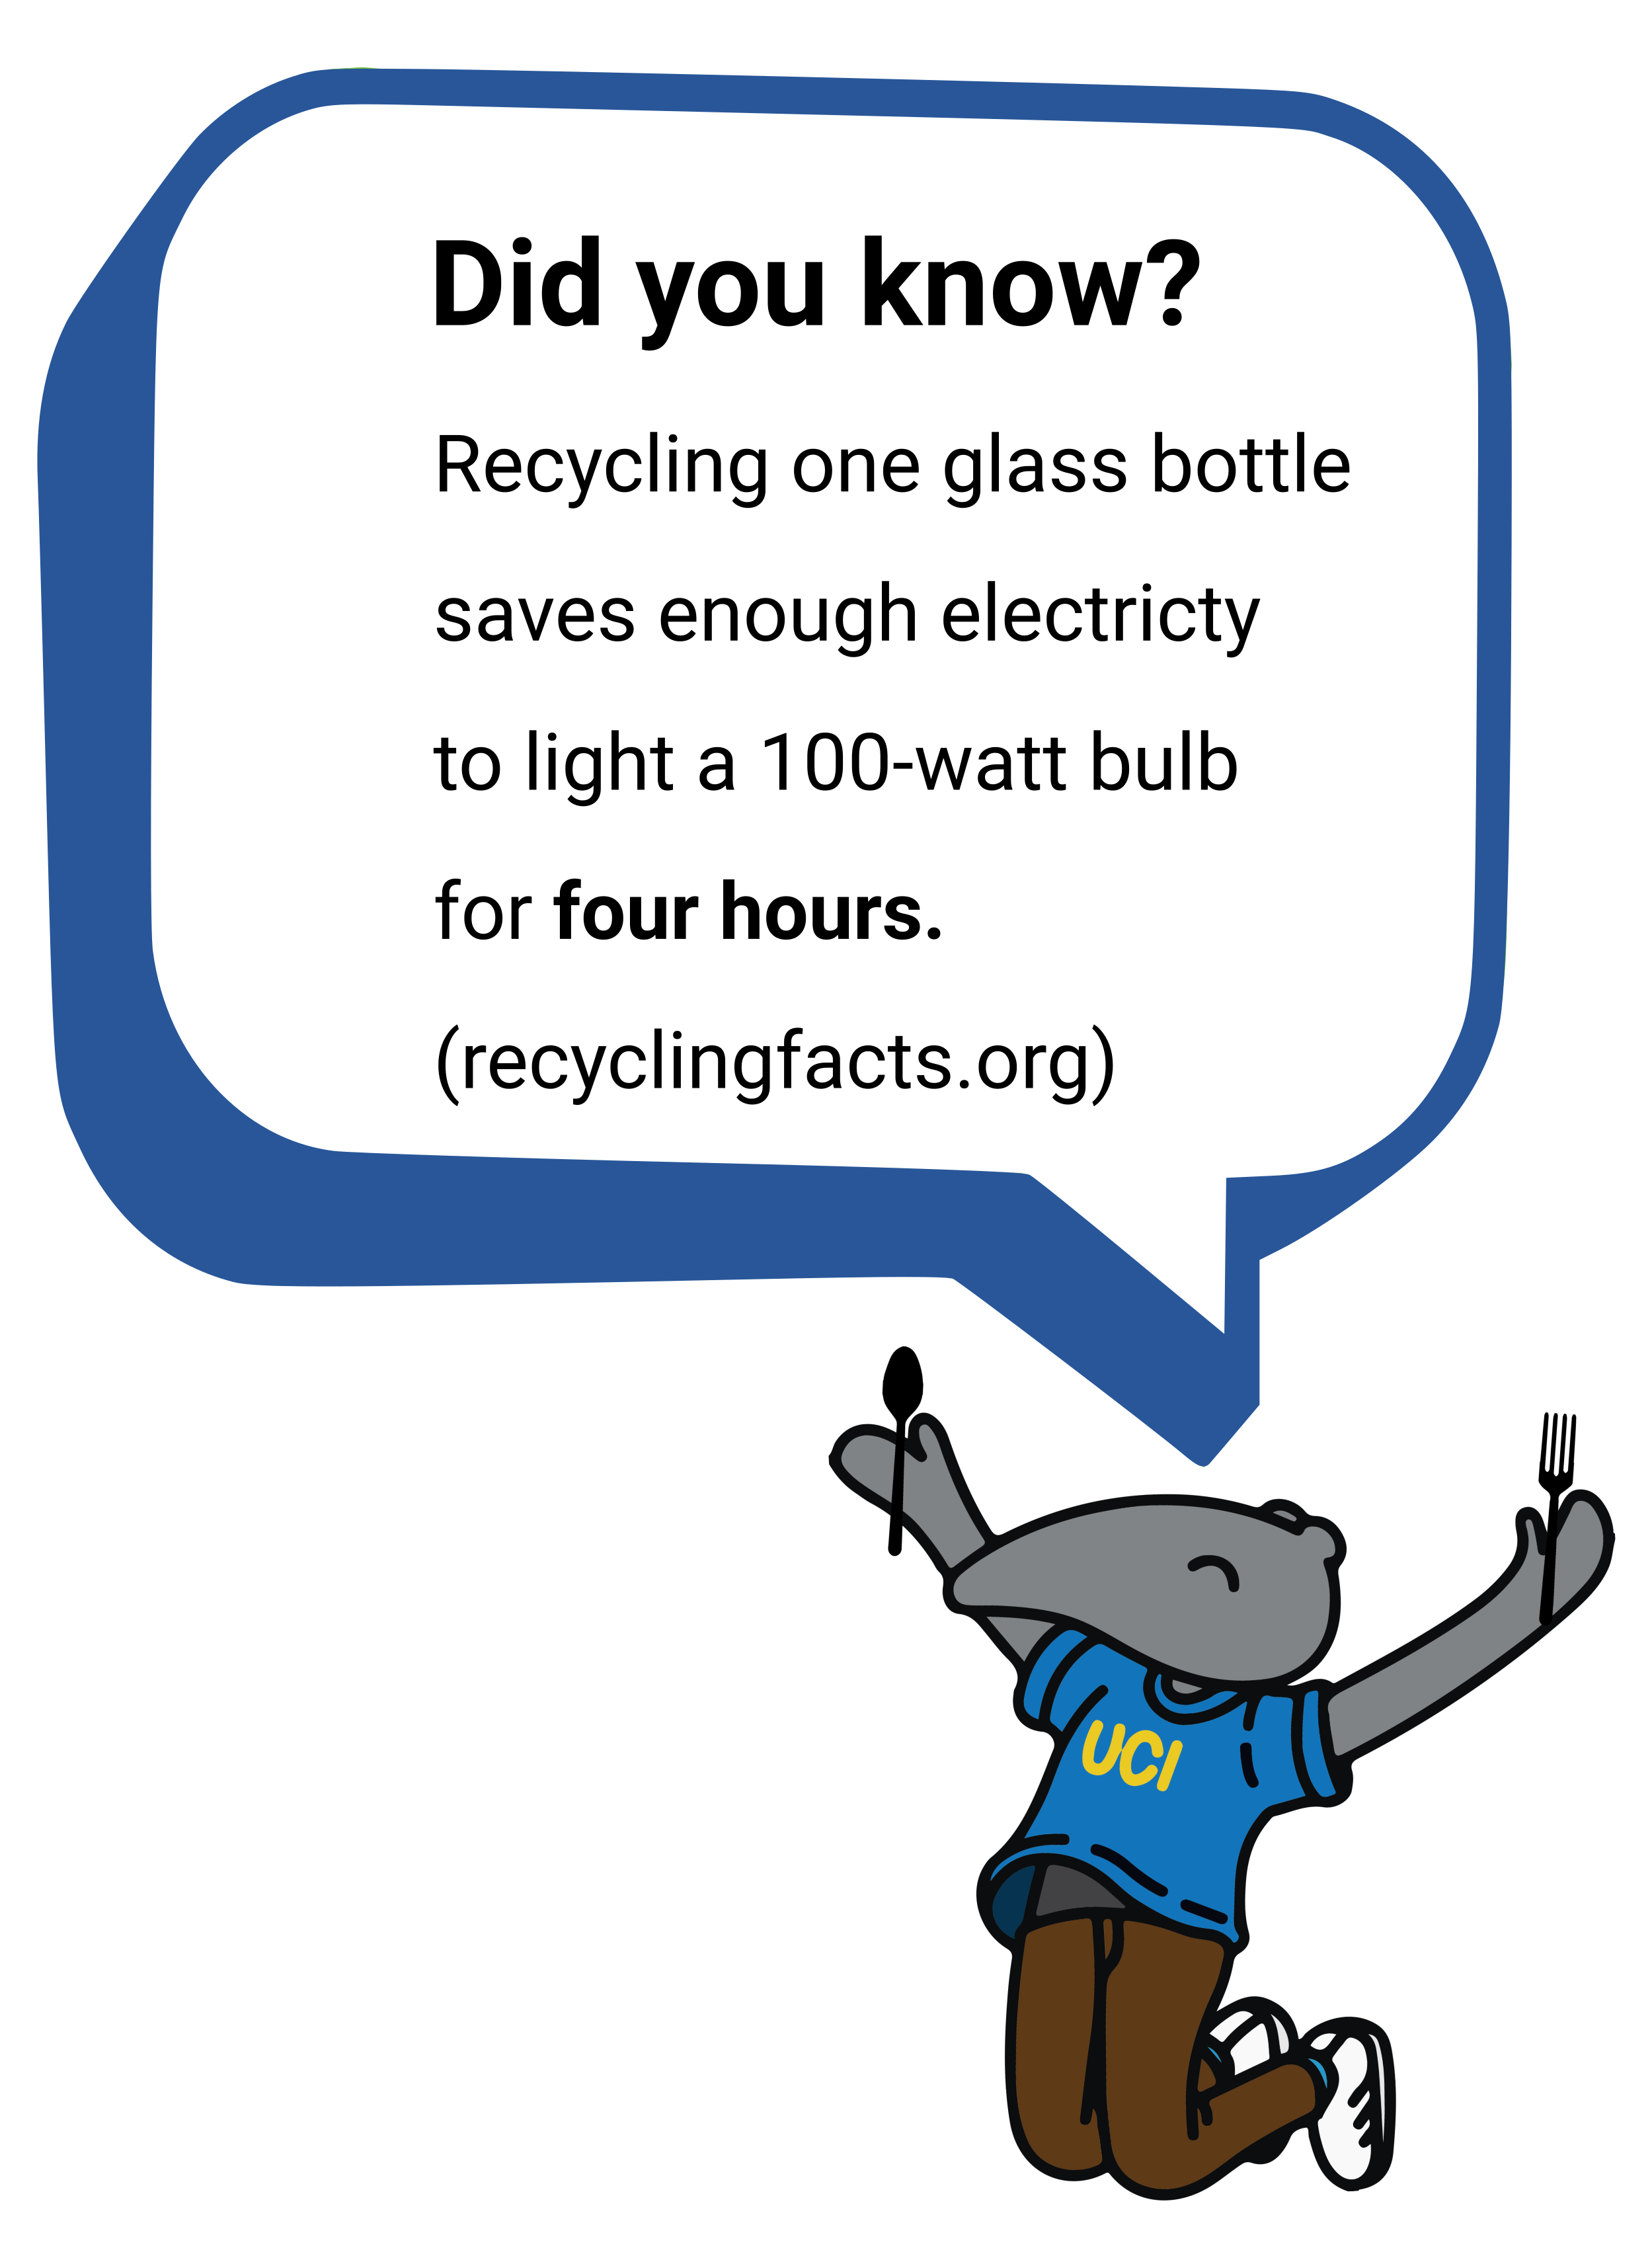 Did you know?
Recycling one glass bottle
saves enough electricty
to light a 100-watt bulb
for four hours.
(recyclingfacts.org)
UCI